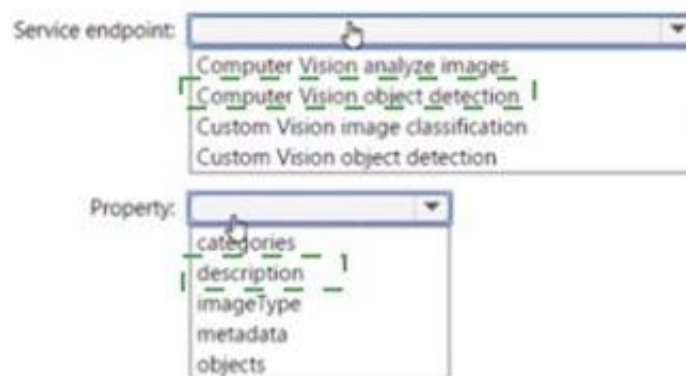 Service endpoint:
Computer Vision analyze images
Computer Vision object detection
Custom Vision image classification
Custom Vision object detection
Property:
categories
description
imageType
metadata
objects